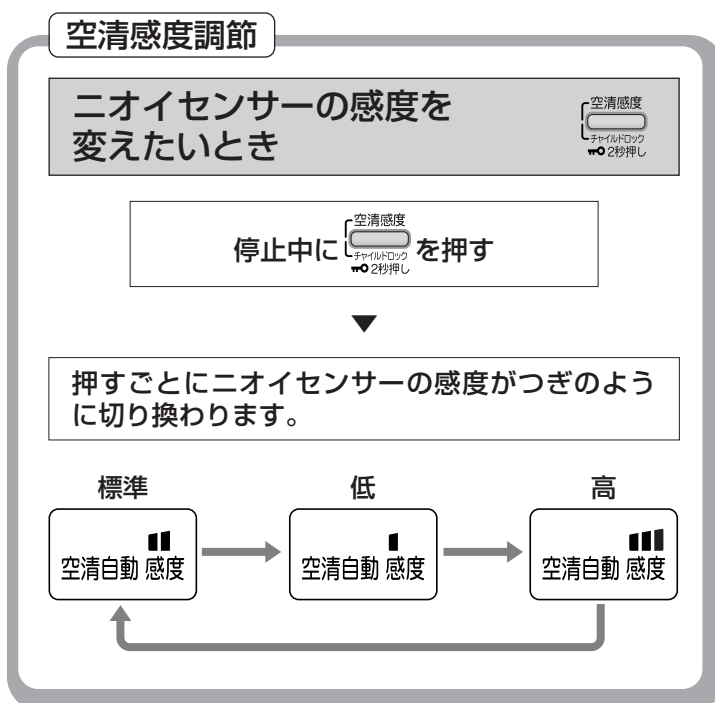 空清感度調節
ニオイセンサーの感度を
変えたいとき
空清感度
チャイルドロック
2秒押し
停止中に
空清感度
チャイルドロック
2秒押し
を押す
▼
押すごとにニオイセンサーの感度がつぎのよう
に切り換わります。
標準
低
高
空清自動 感度
空清自動 感度
空清自動 感度